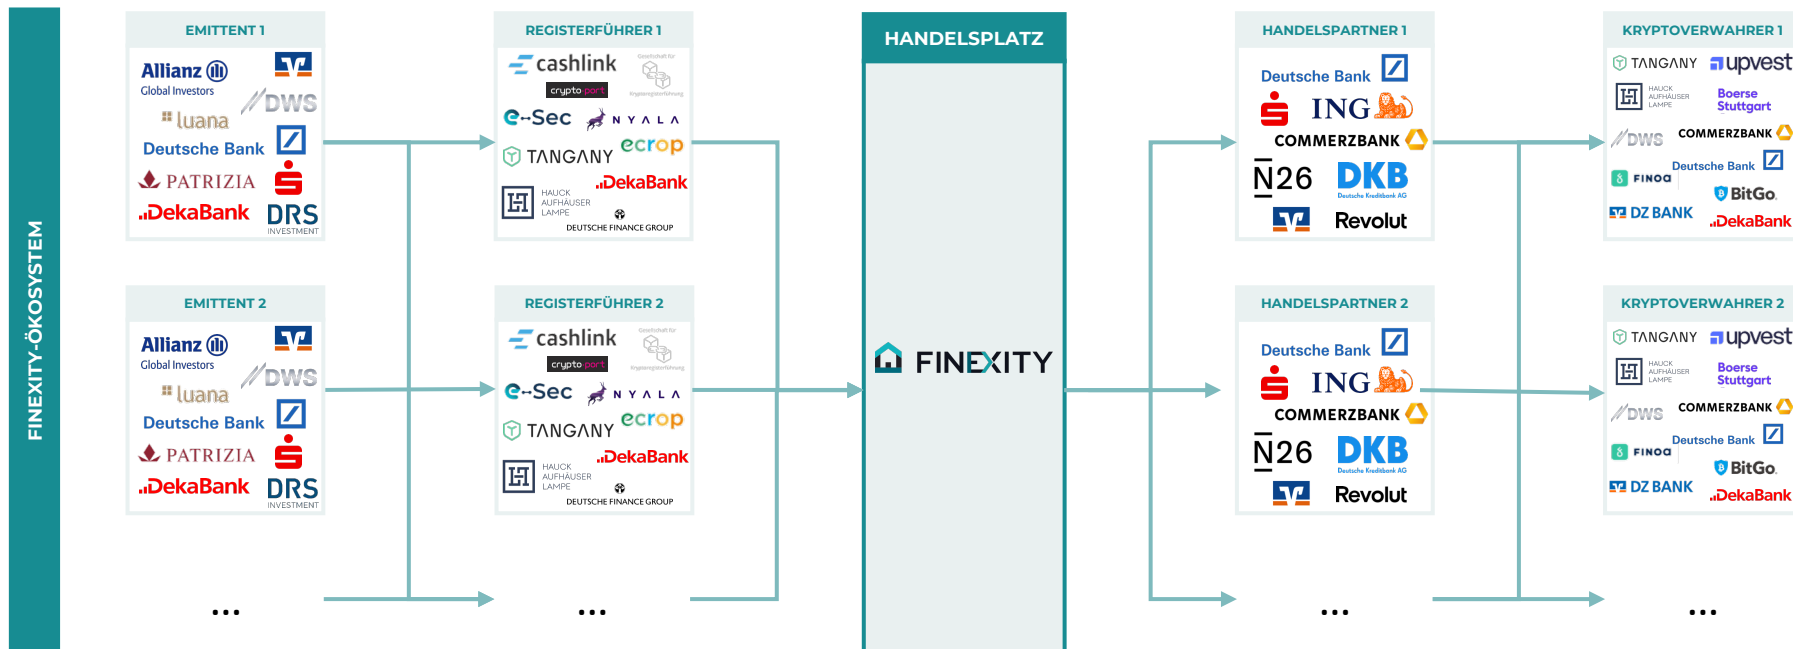 FINEXITY-ÖKOSYSTEM
EMITTENT 1
Allianz
Global Investors
DWS
luana
Deutsche Bank
PATRIZIA
DekaBank
DRS
INVESTMENT
REGISTERFÜHRER 1
cashlink
Gesellschaft für
Kryptoregisterführung
crypto-port
e-Sec
NYALA
TANGANY
ecrop
DekaBank
HAUCK
AUFHÄUSER
LAMPE
DEUTSCHE FINANCE GROUP
HANDELSPLATZ
FINEXITY
HANDELSPARTNER 1
Deutsche Bank
ING
COMMERZBANK
N26
DKB
Deutsche Kreditbank AG
Revolut
KRYPTOVERWAHRER 1
TANGANY
upvest
HAUCK
AUFHÄUSER
LAMPE
Boerse
Stuttgart
DWS
COMMERZBANK
Deutsche Bank
FINOA
BitGo.
DZ BANK
DekaBank
EMITTENT 2
Allianz
Global Investors
DWS
luana
Deutsche Bank
PATRIZIA
DekaBank
DRS
INVESTMENT
REGISTERFÜHRER 2
cashlink
Gesellschaft für
Kryptoregisterführung
crypto-port
e-Sec
NYALA
TANGANY
ecrop
DekaBank
HAUCK
AUFHÄUSER
LAMPE
DEUTSCHE FINANCE GROUP
HANDELSPARTNER 2
Deutsche Bank
ING
COMMERZBANK
N26
DKB
Deutsche Kreditbank AG
Revolut
KRYPTOVERWAHRER 2
TANGANY
upvest
HAUCK
AUFHÄUSER
LAMPE
Boerse
Stuttgart
DWS
COMMERZBANK
Deutsche Bank
FINOA
BitGo.
DZ BANK
DekaBank
...
...
...
...